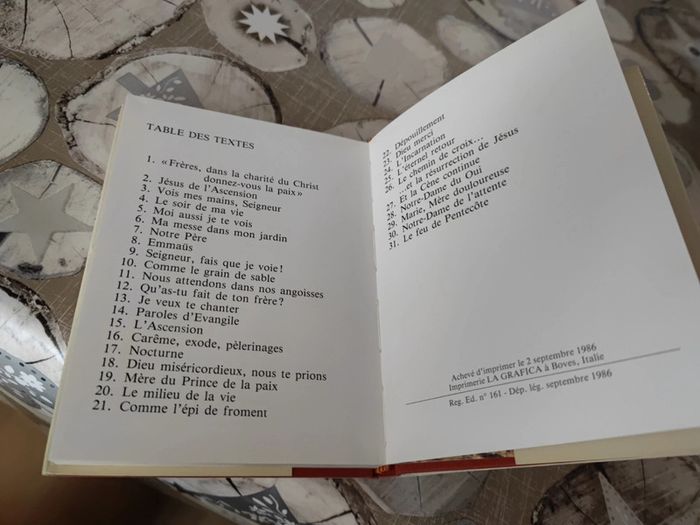 TABLE DES TEXTES
1. « Frères, dans la charité du Christ
donnez-vous la paix »
2. Jésus de l'Ascension
3. Vois mes mains, Seigneur
4. Le soir de ma vie
5. Moi aussi je te vois
6. Ma messe dans mon jardin
7. Notre Père
8. Emmaüs
9. Seigneur, fais que je voie !
10. Comme le grain de sable
11. Nous attendons dans nos angoisses
12. Qu'as-tu fait de ton frère ?
13. Je veux te chanter
14. Paroles d'Evangile
15. L'Ascension
16. Carême, exode, pèlerinages
17. Nocturne
18. Dieu miséricordieux, nous te prions
19. Mère du Prince de la paix
20. Le milieu de la vie
21. Comme l'épi de froment
22. Dépouillement
23. Dieu merci
24. L'Incarnation
25. L'éternel retour
26. Le chemin de croix...
...et la résurrection de Jésus
27. Et la Cène continue
28. Notre-Dame du Oui
29. Marie, Mère douloureuse
30. Notre-Dame de l'attente
31. Le feu de Pentecôte
Achevé d'imprimer le 2 septembre 1986
Imprimerie LA GRAFICA à Boves, Italie
Reg. Ed. n° 161 - Dép. lég. septembre 1986